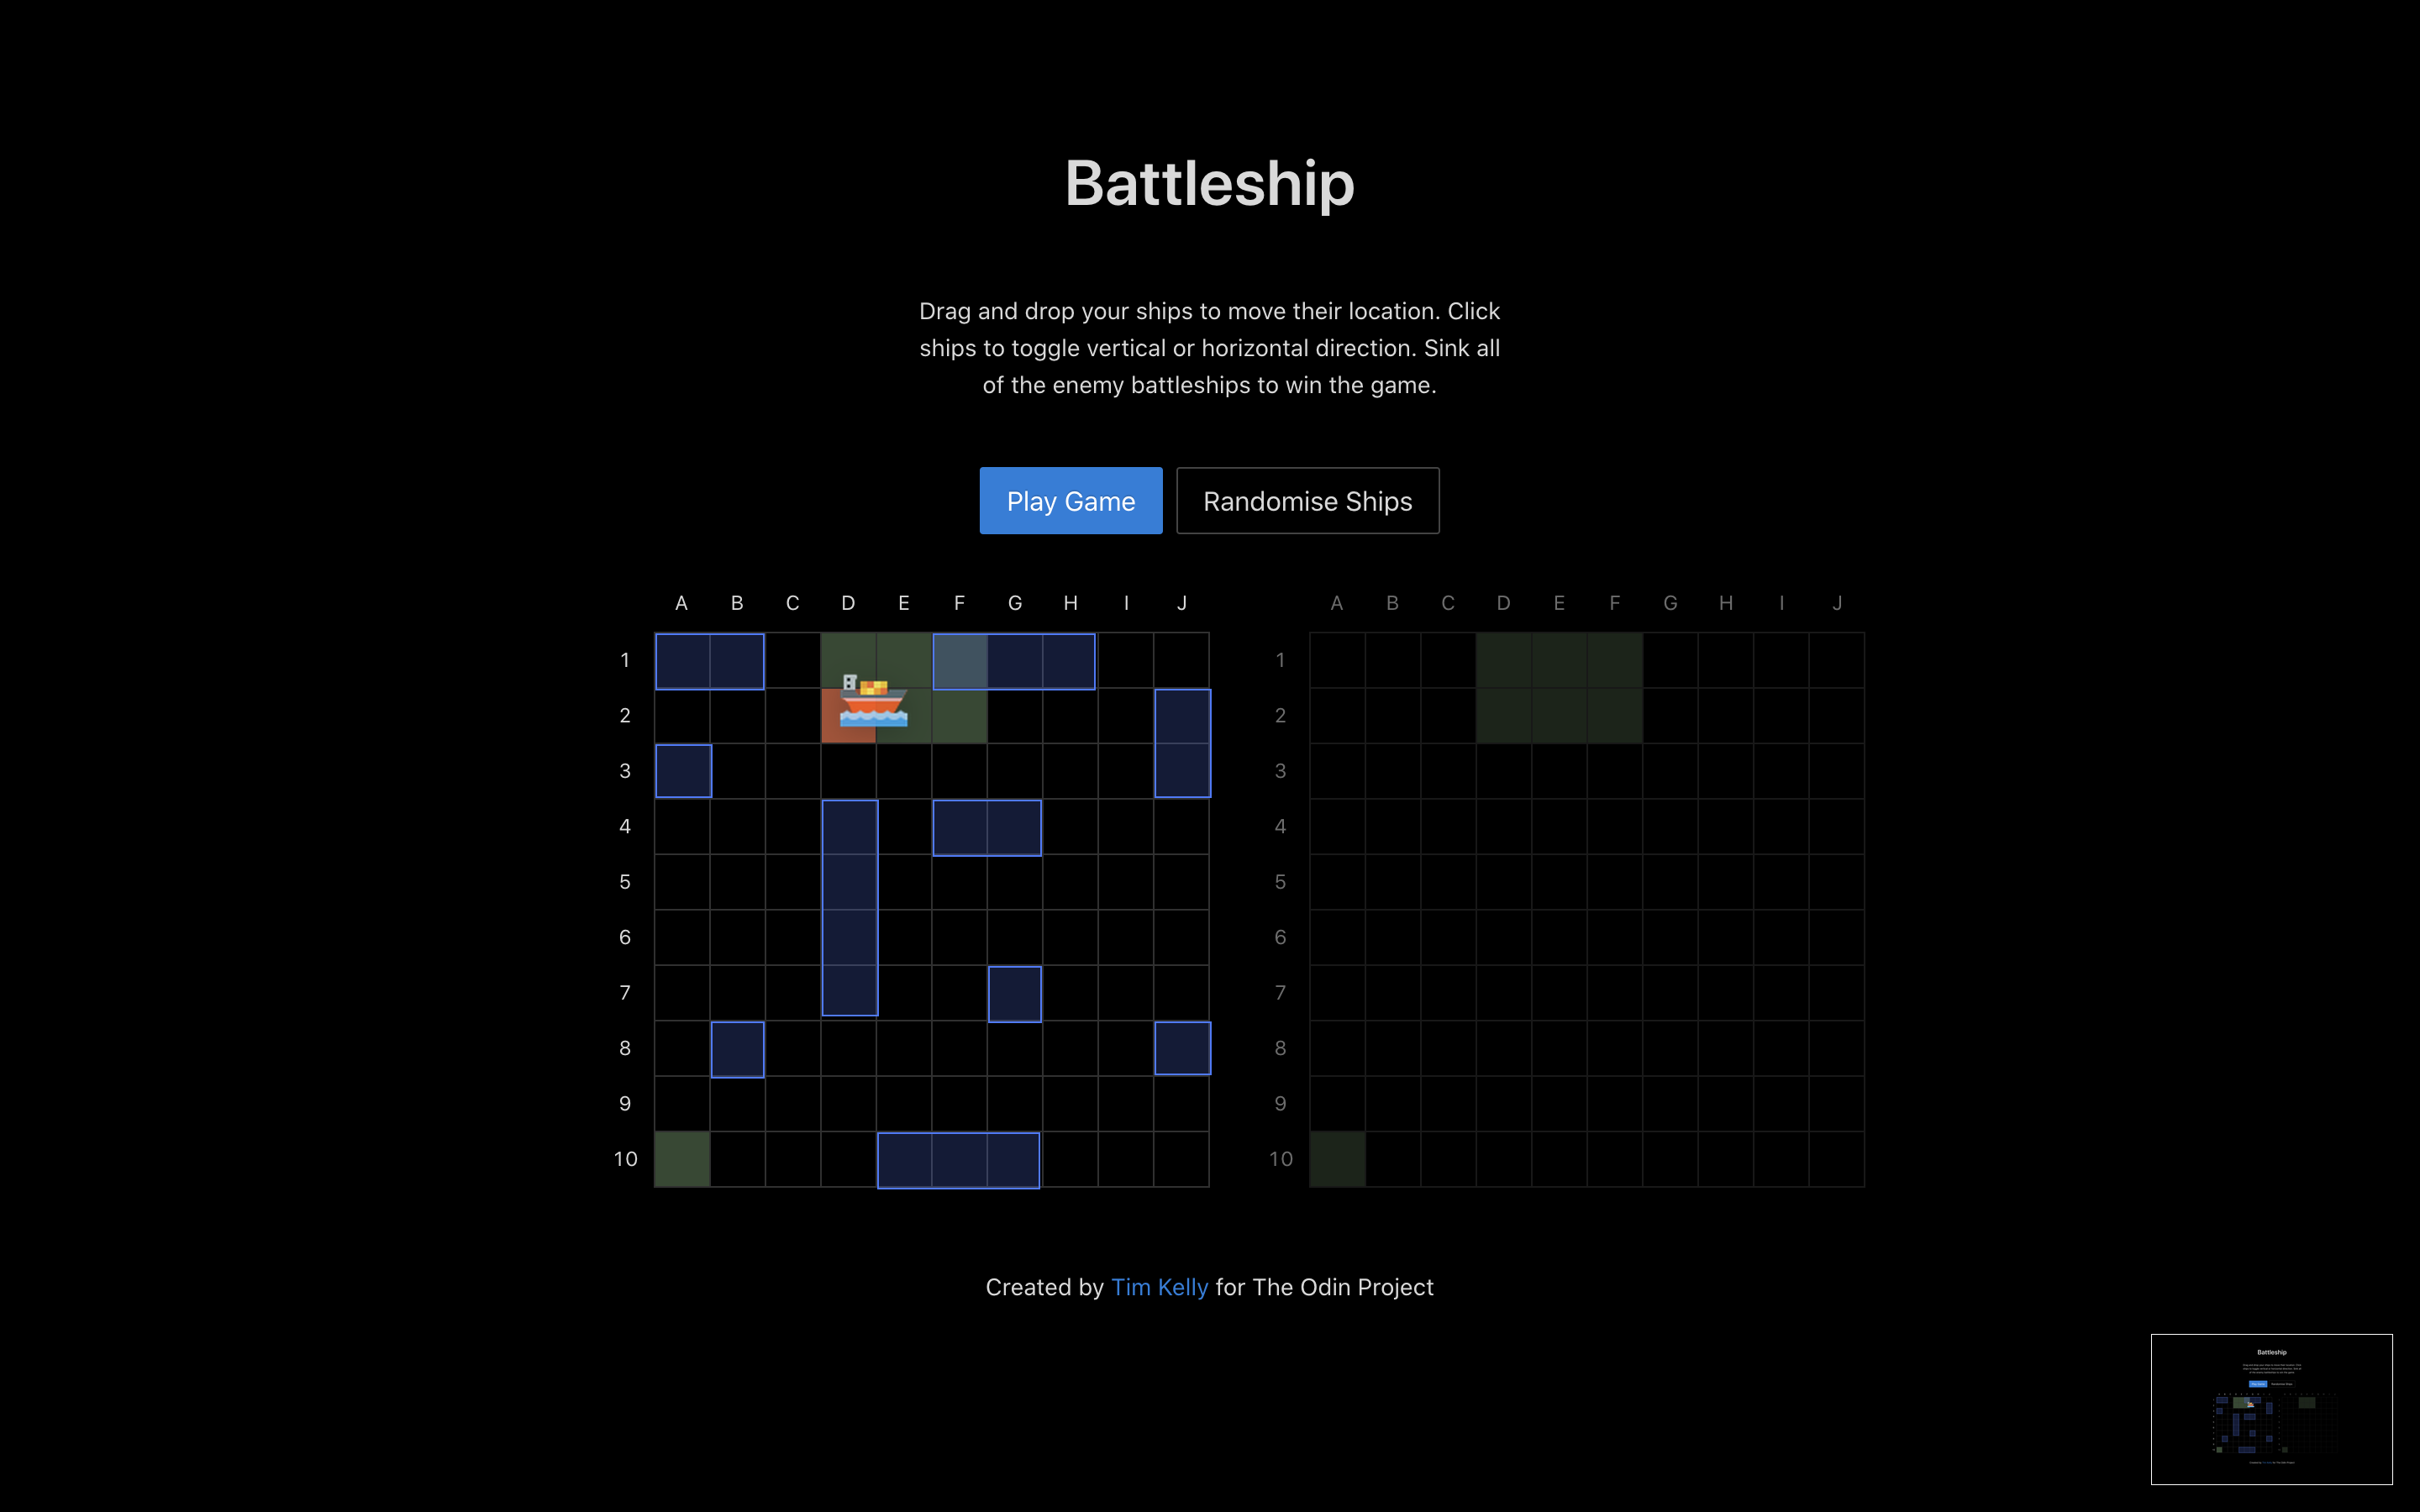 Battleship
Drag and drop your ships to move their location. Click
ships to toggle vertical or horizontal direction. Sink all
of the enemy battleships to win the game.
Play Game Randomise Ships
A B C D E F G H I J A B C D E F G H I J
1 1
2 2
3 3
4 4
5 5
6 6
7 7
8 8
9 9
10 10
Created by Tim Kelly for The Odin Project
Battleship